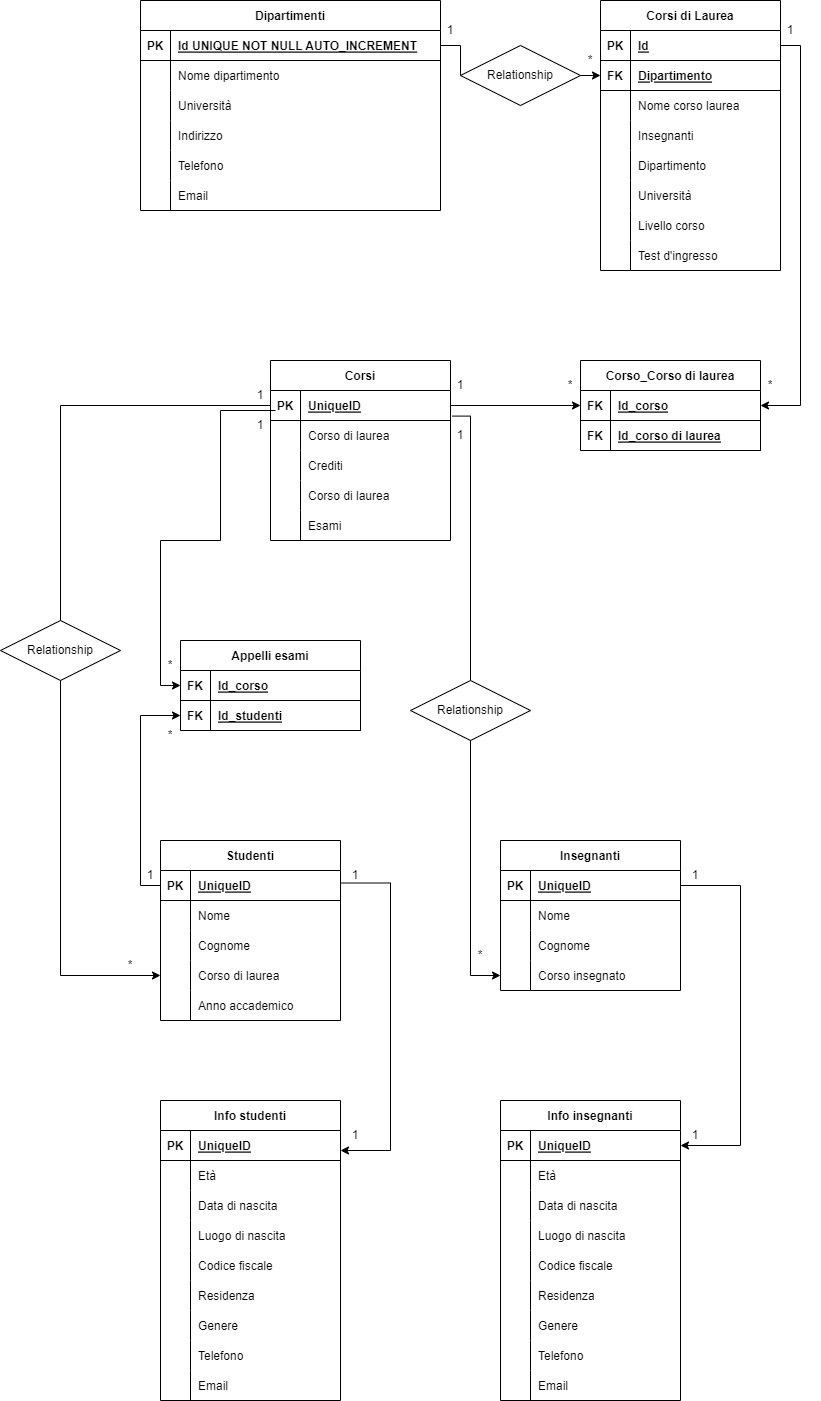 Dipartimenti
PK Id UNIQUE NOT NULL AUTO_INCREMENT
Nome dipartimento
Università
Indirizzo
Telefono
Email
1
Relationship
*
Corsi di Laurea
PK Id
FK Dipartimento
Nome corso laurea
Insegnanti
Dipartimento
Università
Livello corso
Test d'ingresso
1
Corsi
PK UniqueID
Corso di laurea
Crediti
Corso di laurea
Esami
1
1
1
1
*
*
Corso_Corso di laurea
FK Id_corso
FK Id_corso di laurea
Relationship
*
Appelli esami
FK Id_corso
FK Id_studenti
*
Relationship
Studenti
PK UniqueID
Nome
Cognome
Corso di laurea
Anno accademico
1
1
*
Insegnanti
PK UniqueID
Nome
Cognome
Corso insegnato
1
*
Info studenti
PK UniqueID
Età
Data di nascita
Luogo di nascita
Codice fiscale
Residenza
Genere
Telefono
Email
1
Info insegnanti
PK UniqueID
Età
Data di nascita
Luogo di nascita
Codice fiscale
Residenza
Genere
Telefono
Email
1